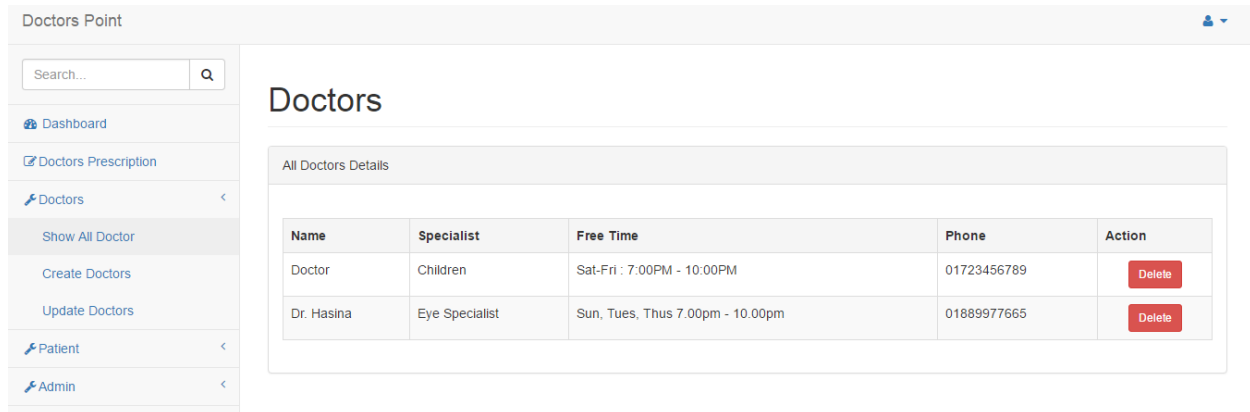 Doctors Point
Search...
Dashboard
Doctors Prescription
Doctors
Show All Doctor
Create Doctors
Update Doctors
Patient
Admin
Doctors
All Doctors Details
Name Specialist Free Time Phone Action
Doctor Children Sat-Fri : 7:00PM - 10:00PM 01723456789 Delete
Dr. Hasina Eye Specialist Sun, Tues, Thus 7.00pm - 10.00pm 01889977665 Delete